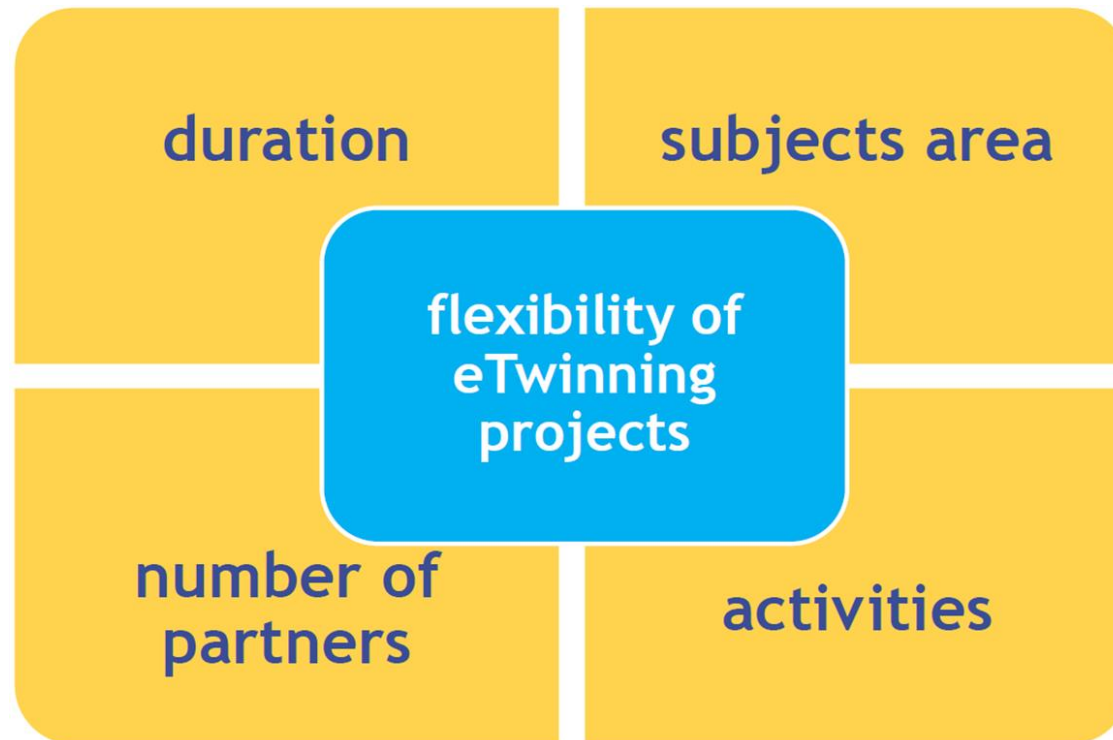 duration
subjects area
flexibility of
eTwinning
projects
number of
partners
activities